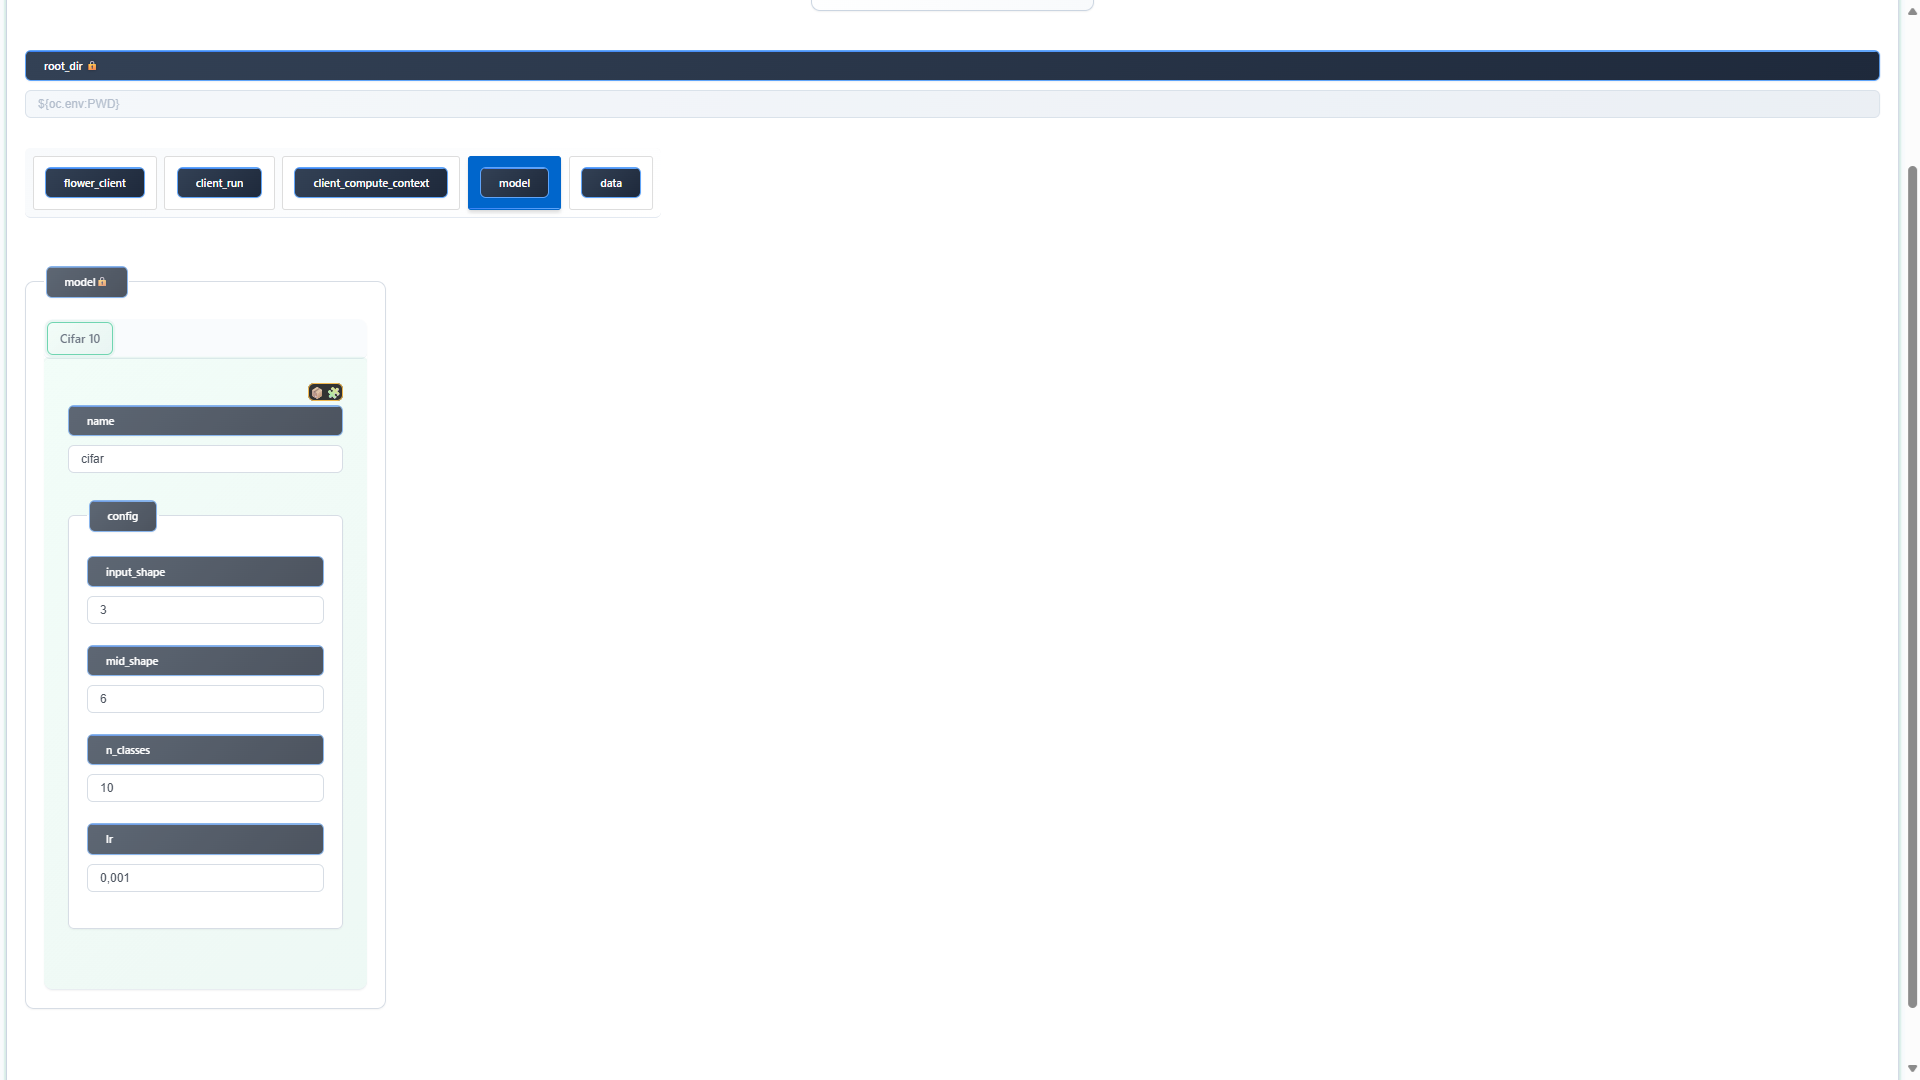 root_dir
${oc.env:PWD}
flower_client client_run client_compute_context model data
model
Cifar 10
name
cifar
config
input_shape
3
mid_shape
6
n_classes
10
lr
0,001